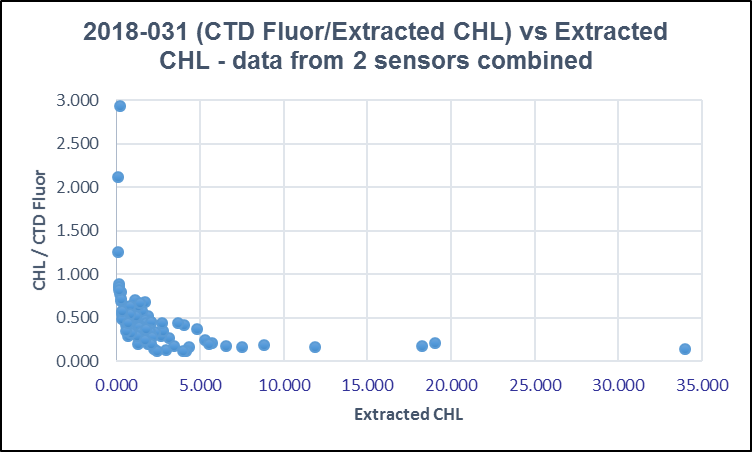 2018-031 (CTD Fluor/Extracted CHL) vs Extracted
CHL - data from 2 sensors combined
3.000
2.500
2.000
1.500
1.000
0.500
0.000
CHL / CTD Fluor
0.000 5.000 10.000 15.000 20.000 25.000 30.000 35.000
Extracted CHL